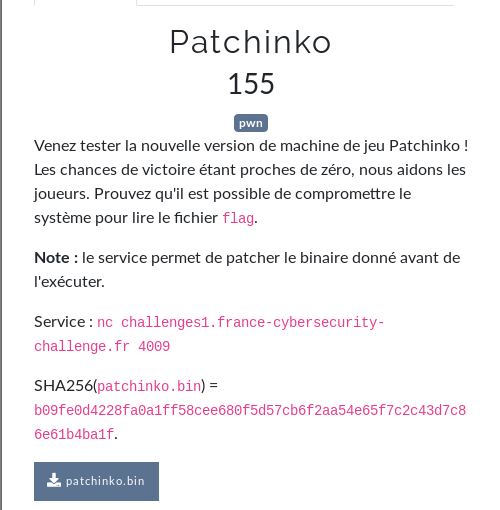 Patchinko
155
pwn
Venez tester la nouvelle version de machine de jeu Patchinko !
Les chances de victoire étant proches de zéro, nous aidons les
joueurs. Prouvez qu'il est possible de compromettre le
système pour lire le fichier flag.
Note : le service permet de patcher le binaire donné avant de
l'exécuter.
Service : nc challenges1.france-cybersecurity-
challenge.fr 4009
SHA256(patchinko.bin) =
b09fe0d4228fa0a1ff58cee680f5d57cb6f2aa54e65f7c2c43d7c8
6e61b4ba1f.
patchinko.bin